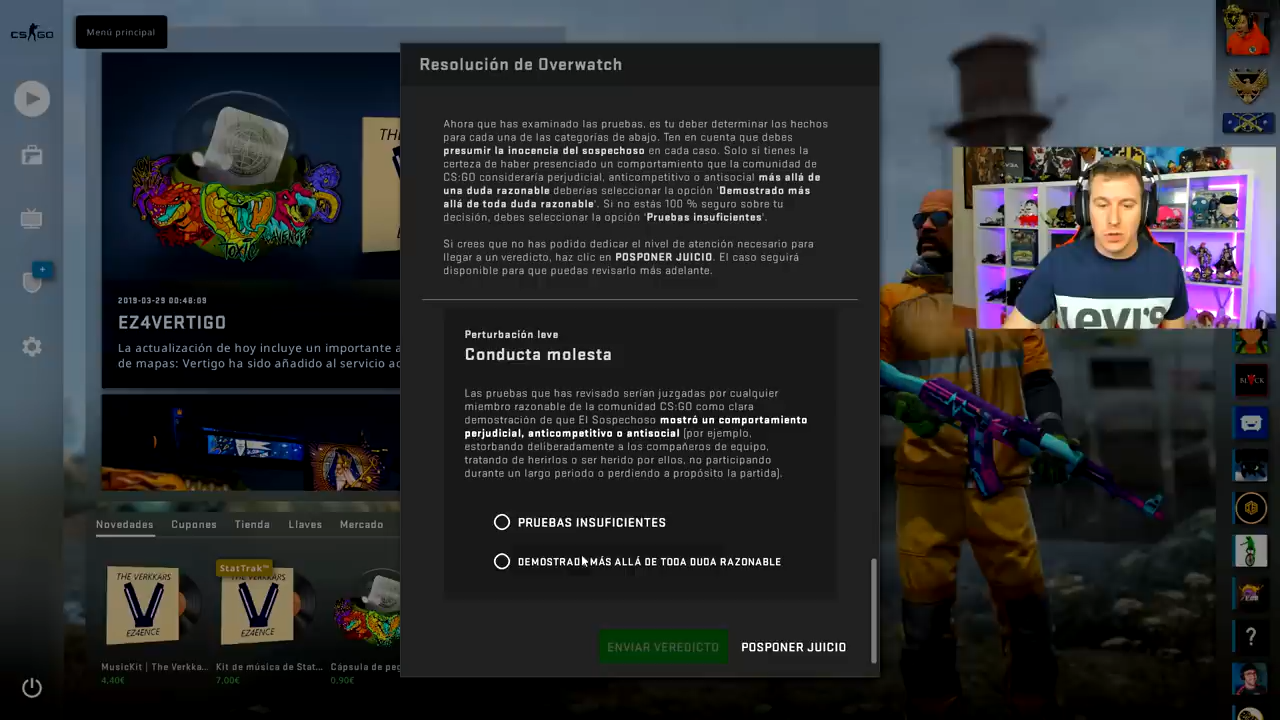 CS GO
Menú principal
2019-03-29 00:48:09
EZ4VERTIGO
La actualización de hoy incluye un importante a
de mapas: Vertigo ha sido añadido al servicio ac
Novedades Cupones Tienda Llaves Mercado
THE VERKKARS
EZ4ENCE
StatTrak™
THE VERKKARS
EZ4ENCE
MusicKit | The Verkka...
4,40€
Kit de música de Stat...
7,00€
Cápsula de pe
0,90€
Resolución de Overwatch
Ahora que has examinado las pruebas, es tu deber determinar los hechos
para cada una de las categorías de abajo. Ten en cuenta que debes
presumir la inocencia del sospechoso en cada caso. Solo si tienes la
certeza de haber presenciado un comportamiento que la comunidad de
CS:GO consideraría perjudicial, anticompetitivo o antisocial más allá de
una duda razonable deberías seleccionar la opción 'Demostrado más
allá de toda duda razonable'. Si no estás 100 % seguro sobre tu
decisión, debes seleccionar la opción 'Pruebas insuficientes'.
Si crees que no has podido dedicar el nivel de atención necesario para
llegar a un veredicto, haz clic en POSPONER JUICIO. El caso seguirá
disponible para que puedas revisarlo más adelante.
Perturbación leve
Conducta molesta
Las pruebas que has revisado serían juzgadas por cualquier
miembro razonable de la comunidad CS:GO como clara
demostración de que El Sospechoso mostró un comportamiento
perjudicial, anticompetitivo o antisocial (por ejemplo,
estorbando deliberadamente a los compañeros de equipo,
tratando de herirlos o ser herido por ellos, no participando
durante un largo periodo o perdiendo a propósito la partida).
PRUEBAS INSUFICIENTES
DEMOSTRADO MÁS ALLÁ DE TODA DUDA RAZONABLE
ENVIAR VEREDICTO
POSPONER JUICIO
Levi's